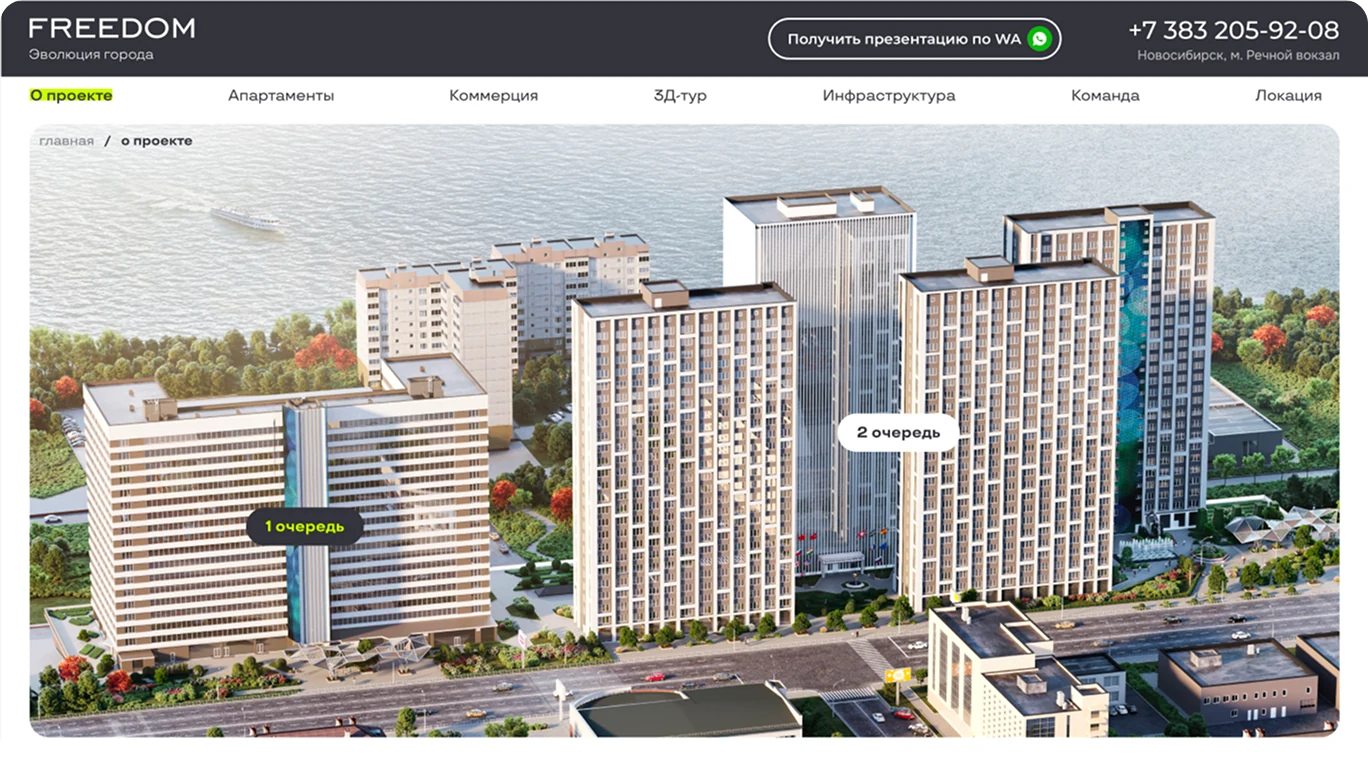 FREEDOM
Эволюция города
Получить презентацию по WA
+7 383 205-92-08
Новосибирск, м. Речной вокзал
О проекте
Апартаменты
Коммерция
3Д-тур
Инфраструктура
Команда
Локация
главная / о проекте
2 очередь
1 очередь